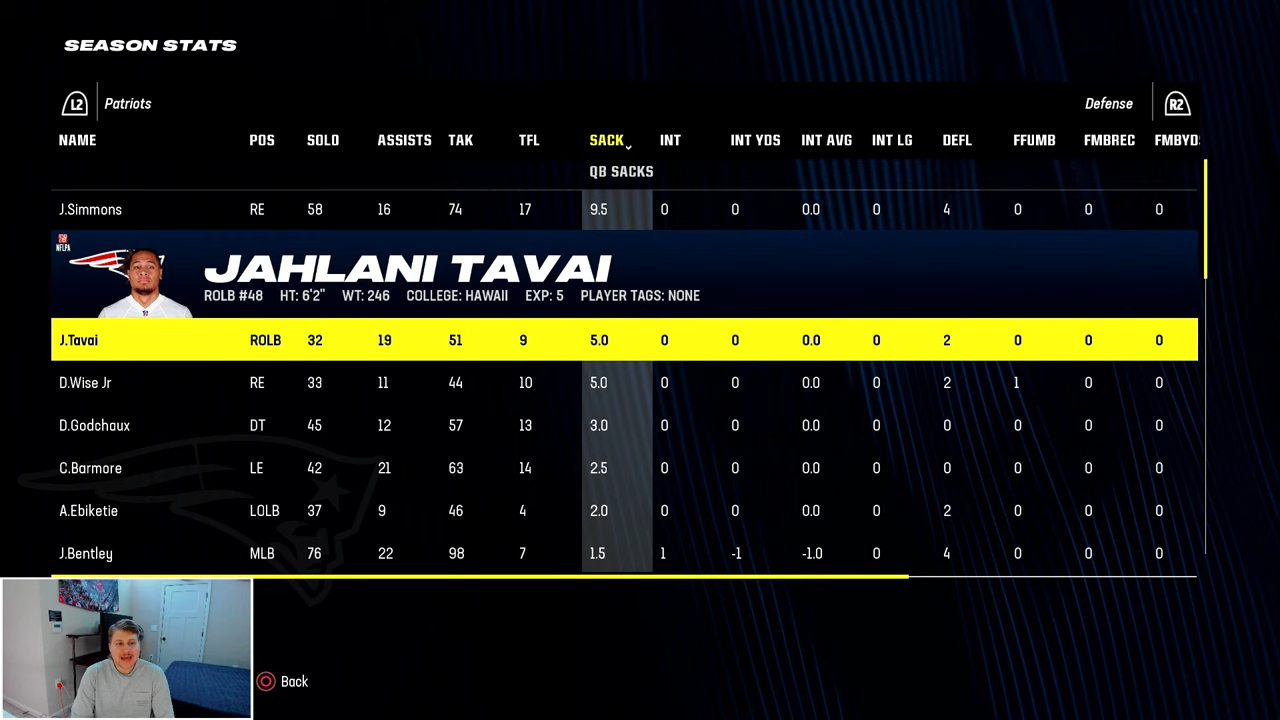 SEASON STATS
L2 Patriots Defense R2
NAME POS SOLO ASSISTS TAK TFL SACK INT INT YDS INT AVG INT LG DEFL FFUMB FMBREC FMBYD
QB SACKS
J.Simmons RE 58 16 74 17 9.5 0 0 0.0 0 4 0 0 0
NFLPA
JAHLANI TAVAI
ROLB #48 HT: 6'2" WT: 246 COLLEGE: HAWAII EXP: 5 PLAYER TAGS: NONE
J.Tavai ROLB 32 19 51 9 5.0 0 0 0.0 0 2 0 0 0
D.Wise Jr RE 33 11 44 10 5.0 0 0 0.0 0 2 1 0 0
D.Godchaux DT 45 12 57 13 3.0 0 0 0.0 0 0 0 0 0
C.Barmore LE 42 21 63 14 2.5 0 0 0.0 0 0 0 0 0
A.Ebiketie LOLB 37 9 46 4 2.0 0 0 0.0 0 2 0 0 0
J.Bentley MLB 76 22 98 7 1.5 1 -1 -1.0 0 4 0 0 0
Back